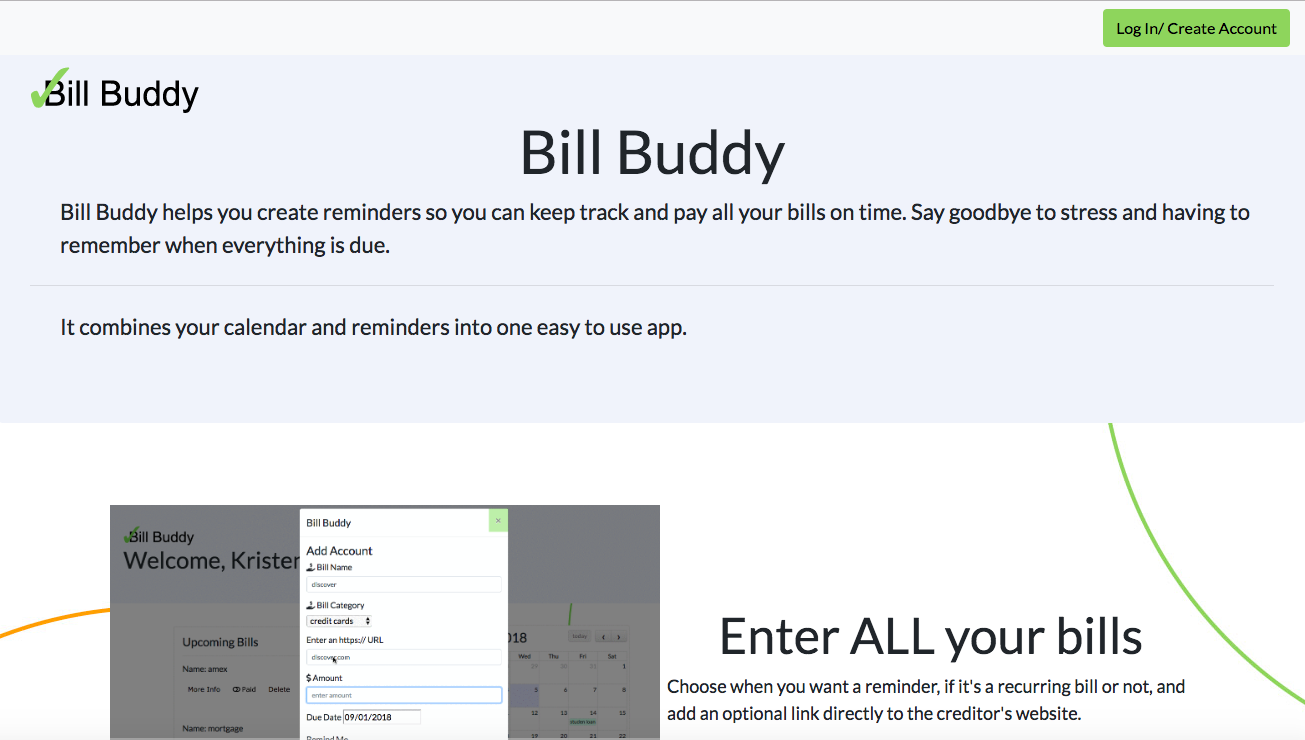 Log In/ Create Account
Bill Buddy
Bill Buddy
Bill Buddy helps you create reminders so you can keep track and pay all your bills on time. Say goodbye to stress and having to
remember when everything is due.
It combines your calendar and reminders into one easy to use app.
Bill Buddy
Welcome, Kristen
Upcoming Bills
Name: amex
More Info Paid Delete
Name: mortgage
Bill Buddy ×
Add Account
Bill Name
discover
Bill Category
credit cards
Enter an https:// URL
discover.com
$ Amount
enter amount
Due Date 09/01/2018
Remind Me
018 today
Wed Thu Fri Sat
29 30 31 1
5 6 7 8
12 13 14 15
student loan
19 20 21 22
Enter ALL your bills
Choose when you want a reminder, if it's a recurring bill or not, and
add an optional link directly to the creditor's website.